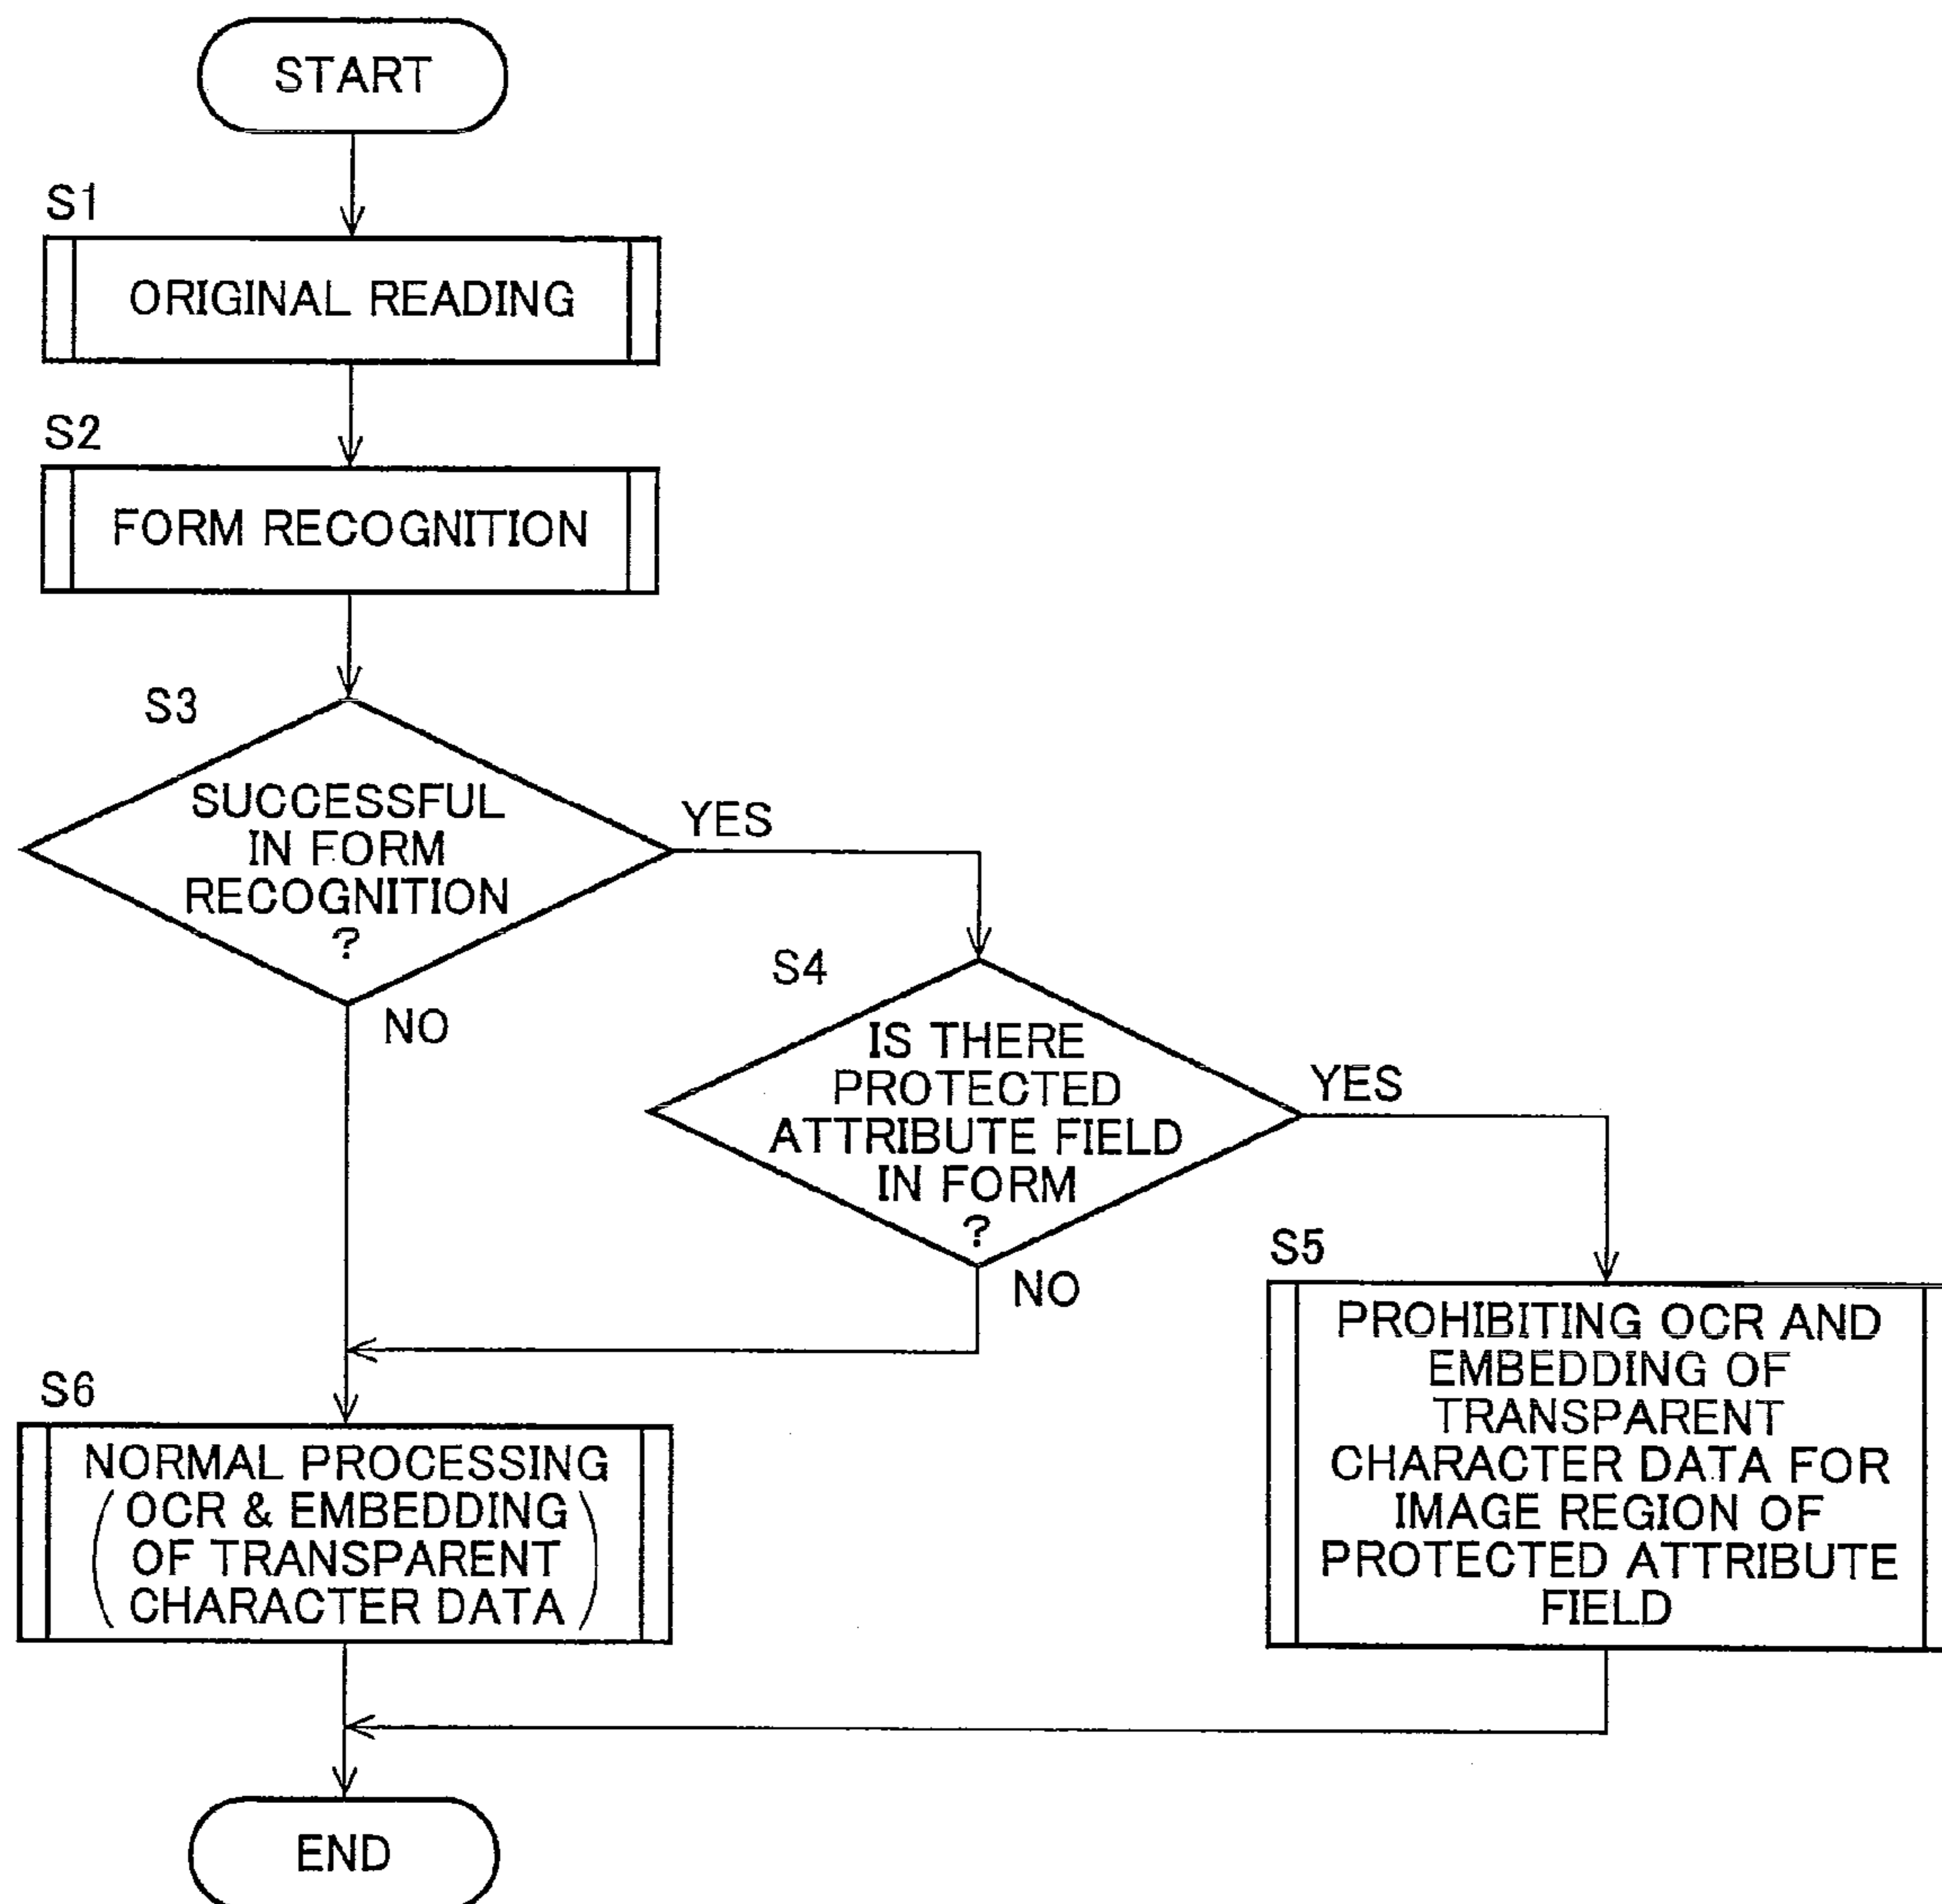 START
S1
ORIGINAL READING
S2
FORM RECOGNITION
S3
SUCCESSFUL
IN FORM
RECOGNITION
?
YES
NO
S4
IS THERE
PROTECTED
ATTRIBUTE FIELD
IN FORM
?
YES
NO
S5
PROHIBITING OCR AND
EMBEDDING OF
TRANSPARENT
CHARACTER DATA FOR
IMAGE REGION OF
PROTECTED ATTRIBUTE
FIELD
S6
NORMAL PROCESSING
(OCR & EMBEDDING
OF TRANSPARENT
CHARACTER DATA)
END